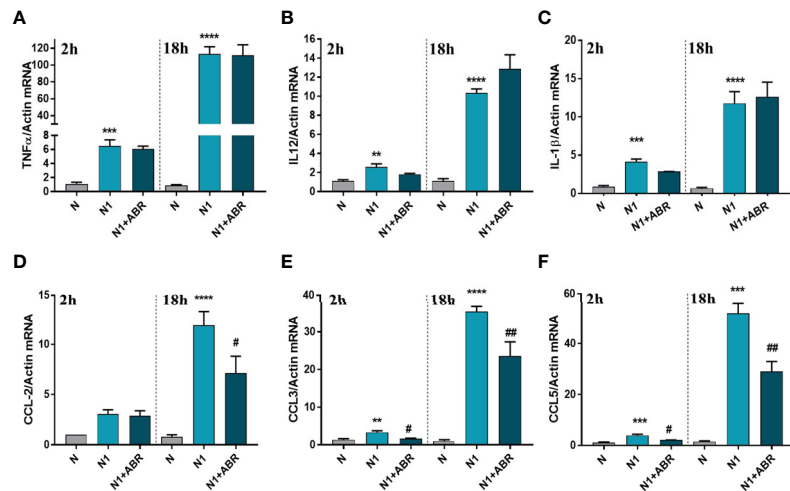 A
TNFα/Actin mRNA
2h
18h
***
****
120
100
80
60
40
8
6
4
2
0
N
N1
N1+ABR
N
N1
N1+ABR
B
IL12/Actin mRNA
2h
18h
**
****
16
14
12
10
8
6
4
2
0
N
N1
N1+ABR
N
N1
N1+ABR
C
IL-1β/Actin mRNA
2h
18h
***
****
20
15
10
5
0
N
N1
N1+ABR
N
N1
N1+ABR
D
CCL-2/Actin mRNA
2h
18h
****
#
15
10
5
0
N
N1
N1+ABR
N
N1
N1+ABR
E
CCL3/Actin mRNA
2h
18h
**
#
****
##
40
30
20
10
0
N
N1
N1+ABR
N
N1
N1+ABR
F
CCL5/Actin mRNA
2h
18h
***
#
***
##
60
40
20
0
N
N1
N1+ABR
N
N1
N1+ABR